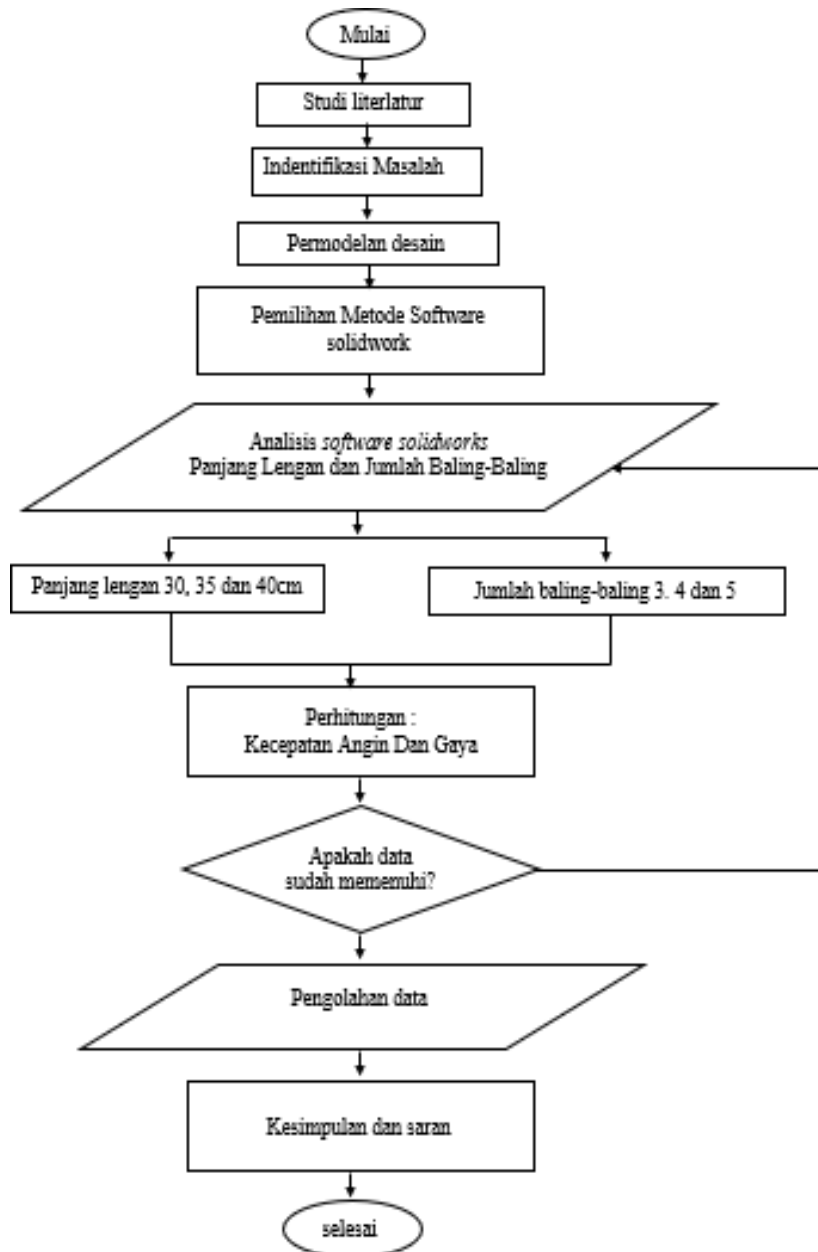 Mulai
Studi literlatur
Indentifikasi Masalah
Permodelan desain
Pemilihan Metode Software
solidwork
Analisis software solidworks
Panjang Lengan dan Jumlah Baling-Baling
Panjang lengan 30, 35 dan 40cm
Jumlah baling-baling 3. 4 dan 5
Perhitungan :
Kecepatan Angin Dan Gaya
Apakah data
sudah memenuhi?
Pengolahan data
Kesimpulan dan saran
selesai